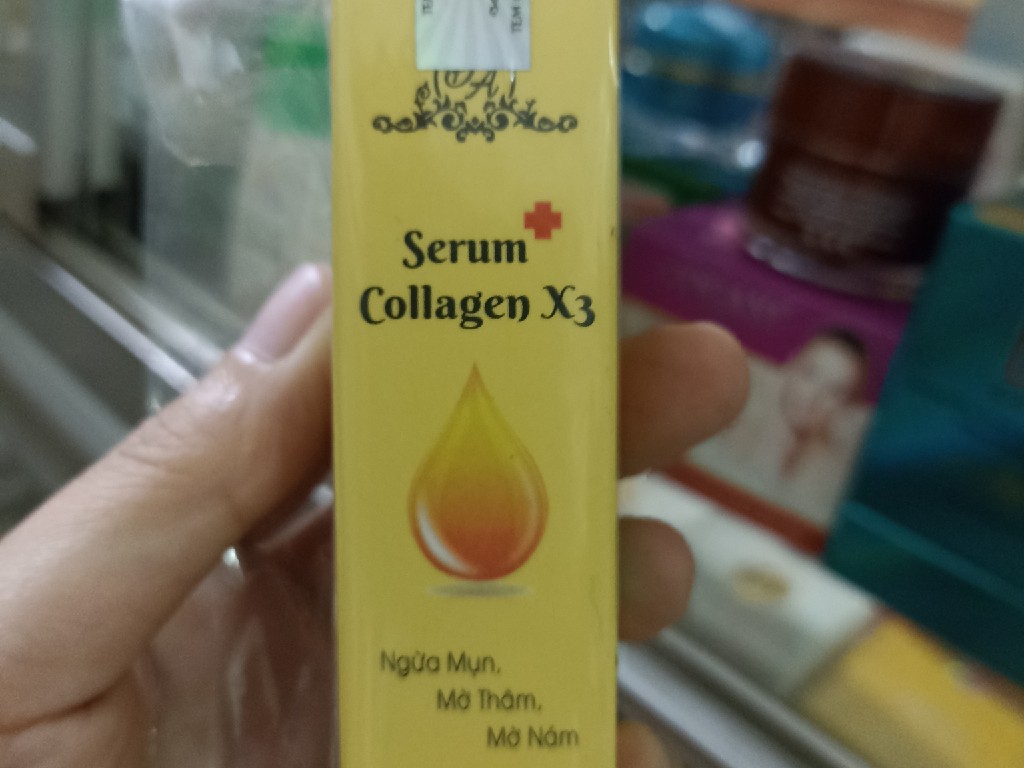 Serum
Collagen X3
Ngừa Mụn,
Mờ Thâm,
Mờ Nám